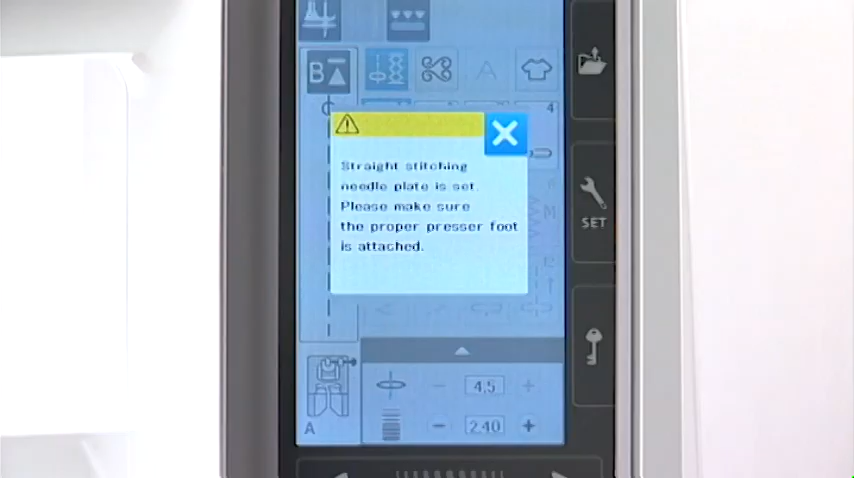 B
A
4
Straight stitching
needle plate is set.
Please make sure
the proper presser foot
is attached.
M
SET
4.5
A
2.40